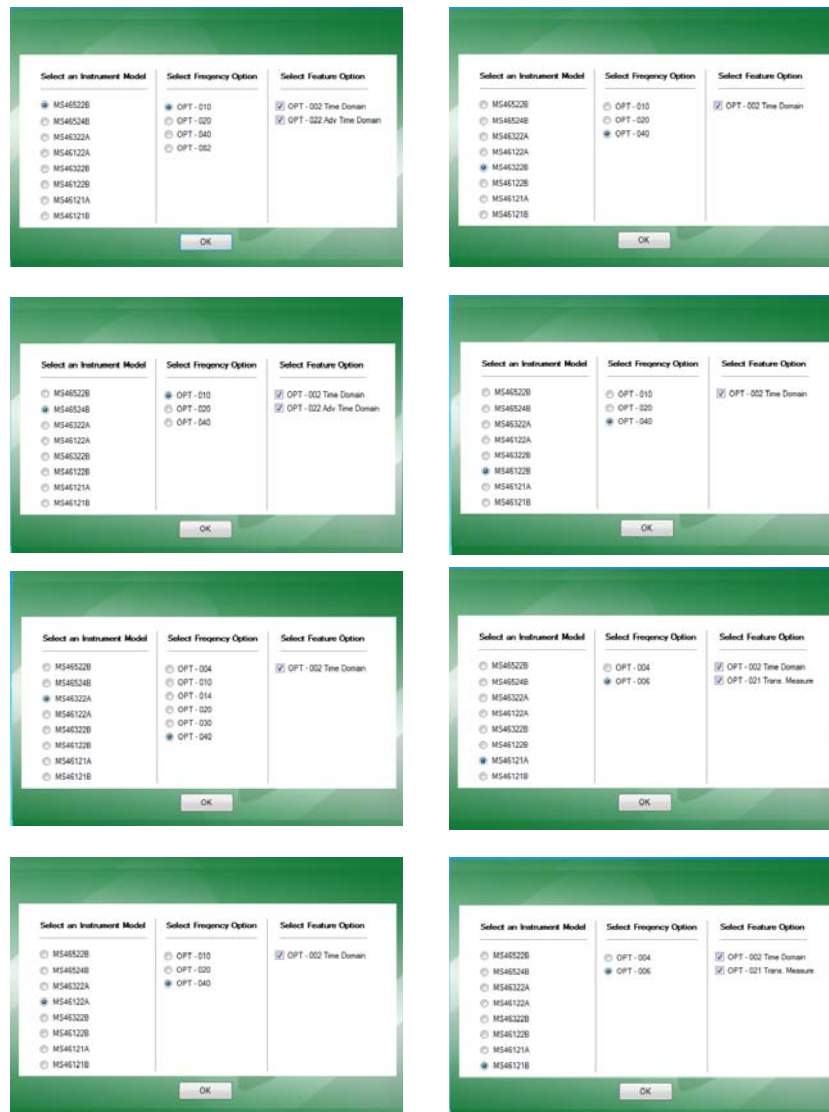 Select an Instrument Model
Select Freqency Option
Select Feature Option
MS46522B
MS46524B
MS46322A
MS46122A
MS46322B
MS46122B
MS46121A
MS46121B
OPT - 010
OPT - 020
OPT - 040
OPT - 082
OPT - 002 Time Domain
OPT - 022 Adv Time Domain
OK
Select an Instrument Model
Select Freqency Option
Select Feature Option
MS46522B
MS46524B
MS46322A
MS46122A
MS46322B
MS46122B
MS46121A
MS46121B
OPT - 010
OPT - 020
OPT - 040
OPT - 002 Time Domain
OK
Select an Instrument Model
Select Freqency Option
Select Feature Option
MS46522B
MS46524B
MS46322A
MS46122A
MS46322B
MS46122B
MS46121A
MS46121B
OPT - 010
OPT - 020
OPT - 040
OPT - 002 Time Domain
OPT - 022 Adv Time Domain
OK
Select an Instrument Model
Select Freqency Option
Select Feature Option
MS46522B
MS46524B
MS46322A
MS46122A
MS46322B
MS46122B
MS46121A
MS46121B
OPT - 010
OPT - 020
OPT - 040
OPT - 002 Time Domain
OK
Select an Instrument Model
Select Freqency Option
Select Feature Option
MS46522B
MS46524B
MS46322A
MS46122A
MS46322B
MS46122B
MS46121A
MS46121B
OPT - 004
OPT - 010
OPT - 014
OPT - 020
OPT - 030
OPT - 040
OPT - 002 Time Domain
OK
Select an Instrument Model
Select Freqency Option
Select Feature Option
MS46522B
MS46524B
MS46322A
MS46122A
MS46322B
MS46122B
MS46121A
MS46121B
OPT - 004
OPT - 006
OPT - 002 Time Domain
OPT - 021 Trans. Measure
OK
Select an Instrument Model
Select Freqency Option
Select Feature Option
MS46522B
MS46524B
MS46322A
MS46122A
MS46322B
MS46122B
MS46121A
MS46121B
OPT - 010
OPT - 020
OPT - 040
OPT - 002 Time Domain
OK
Select an Instrument Model
Select Freqency Option
Select Feature Option
MS46522B
MS46524B
MS46322A
MS46122A
MS46322B
MS46122B
MS46121A
MS46121B
OPT - 004
OPT - 006
OPT - 002 Time Domain
OPT - 021 Trans. Measure
OK